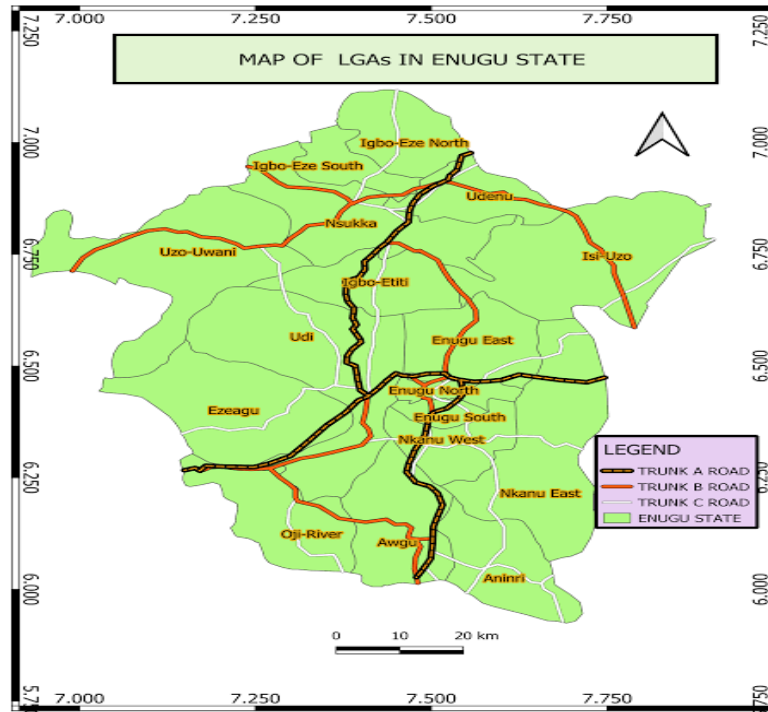 7.000 7.250 7.500 7.750
7.250 7.250
MAP OF LGAs IN ENUGU STATE
7.000 7.000
Igbo-Eze North
Igbo-Eze South
Udenu
Nsukka
Uzo-Uwani
6.750 6.750
Isi-Uzo
Igbo-Etiti
Udi
Enugu East
6.500 6.500
Enugu North
Ezeagu
Enugu South
Nkanu West
LEGEND
TRUNK A ROAD
TRUNK B ROAD
TRUNK C ROAD
ENUGU STATE
6.250 6.250
Nkanu East
Oji-River
Awgu
Aninri
6.000 6.000
0 10 20 km
7.000 7.250 7.500 7.750